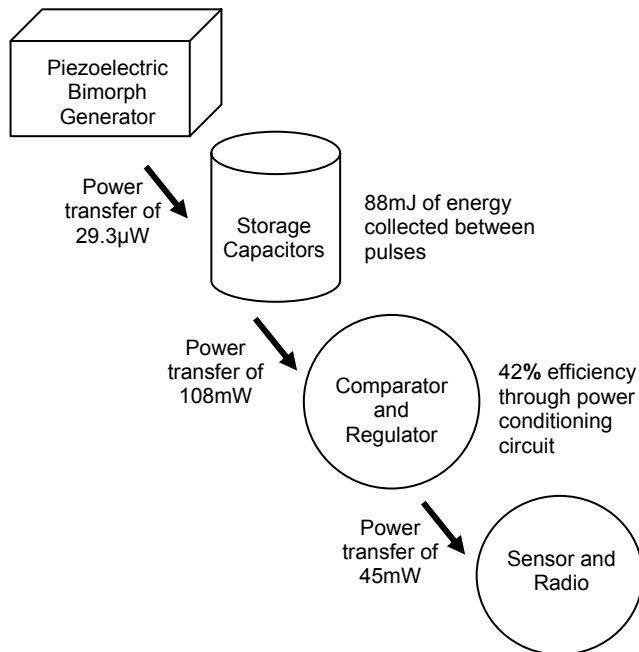 Piezoelectric
Bimorph
Generator
Power
transfer of
29.3µW
Storage
Capacitors
88mJ of energy
collected between
pulses
Power
transfer of
108mW
Comparator
and
Regulator
42% efficiency
through power
conditioning
circuit
Power
transfer of
45mW
Sensor and
Radio